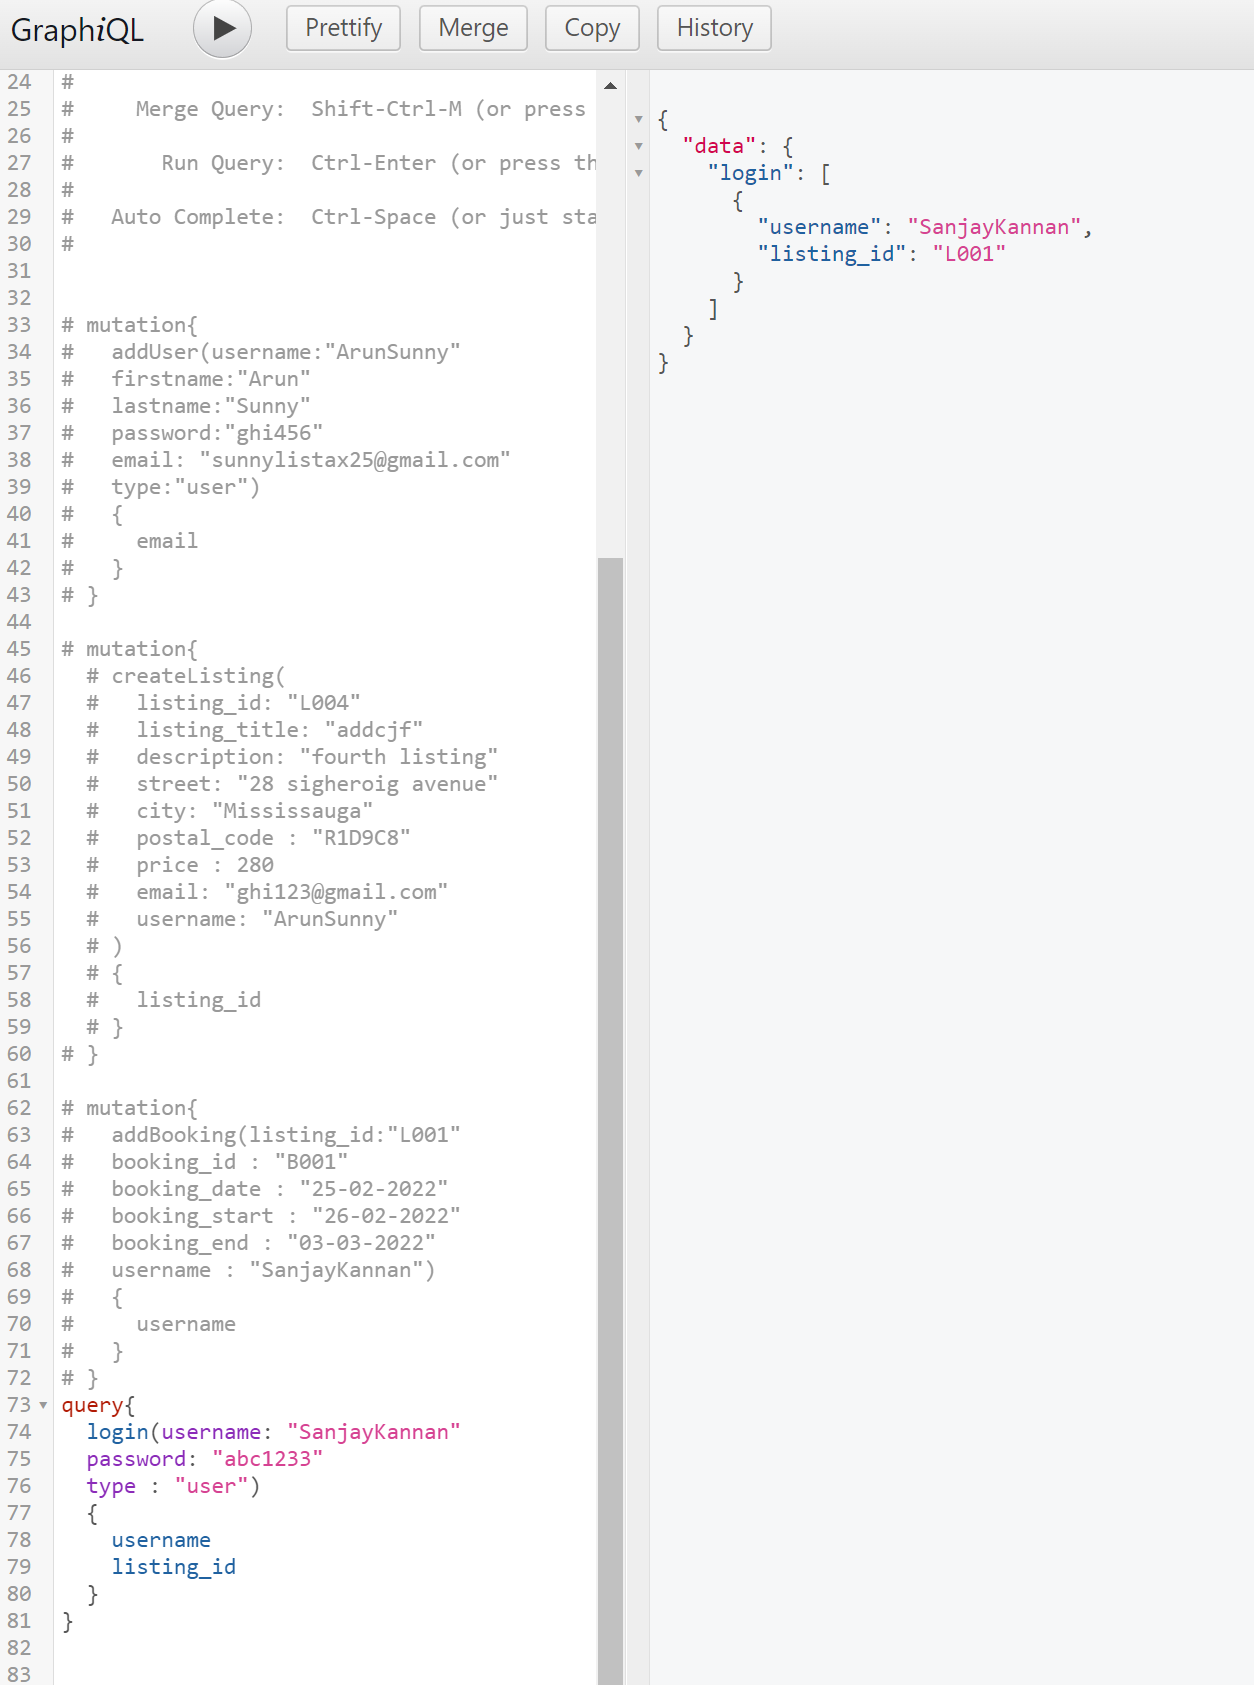 GraphiQL
Prettify
Merge
Copy
History
24 #
25 #     Merge Query:  Shift-Ctrl-M (or press
26 #
27 #       Run Query:  Ctrl-Enter (or press th
28 #
29 #   Auto Complete:  Ctrl-Space (or just sta
30 #
31
32
33 # mutation{
34 #   addUser(username:"ArunSunny"
35 #   firstname:"Arun"
36 #   lastname:"Sunny"
37 #   password:"ghi456"
38 #   email: "sunnylistax25@gmail.com"
39 #   type:"user")
40 #   {
41 #     email
42 #   }
43 # }
44
45 # mutation{
46   # createListing(
47   #   listing_id: "L004"
48   #   listing_title: "addcjf"
49   #   description: "fourth listing"
50   #   street: "28 sigheroig avenue"
51   #   city: "Mississauga"
52   #   postal_code : "R1D9C8"
53   #   price : 280
54   #   email: "ghi123@gmail.com"
55   #   username: "ArunSunny"
56   # )
57   # {
58   #   listing_id
59   # }
60 # }
61
62 # mutation{
63 #   addBooking(listing_id:"L001"
64 #   booking_id : "B001"
65 #   booking_date : "25-02-2022"
66 #   booking_start : "26-02-2022"
67 #   booking_end : "03-03-2022"
68 #   username : "SanjayKannan")
69 #   {
70 #     username
71 #   }
72 # }
73 query{
74   login(username: "SanjayKannan"
75   password: "abc1233"
76   type : "user")
77   {
78     username
79     listing_id
80   }
81 }
82
83
{
  "data": {
    "login": [
      {
        "username": "SanjayKannan",
        "listing_id": "L001"
      }
    ]
  }
}